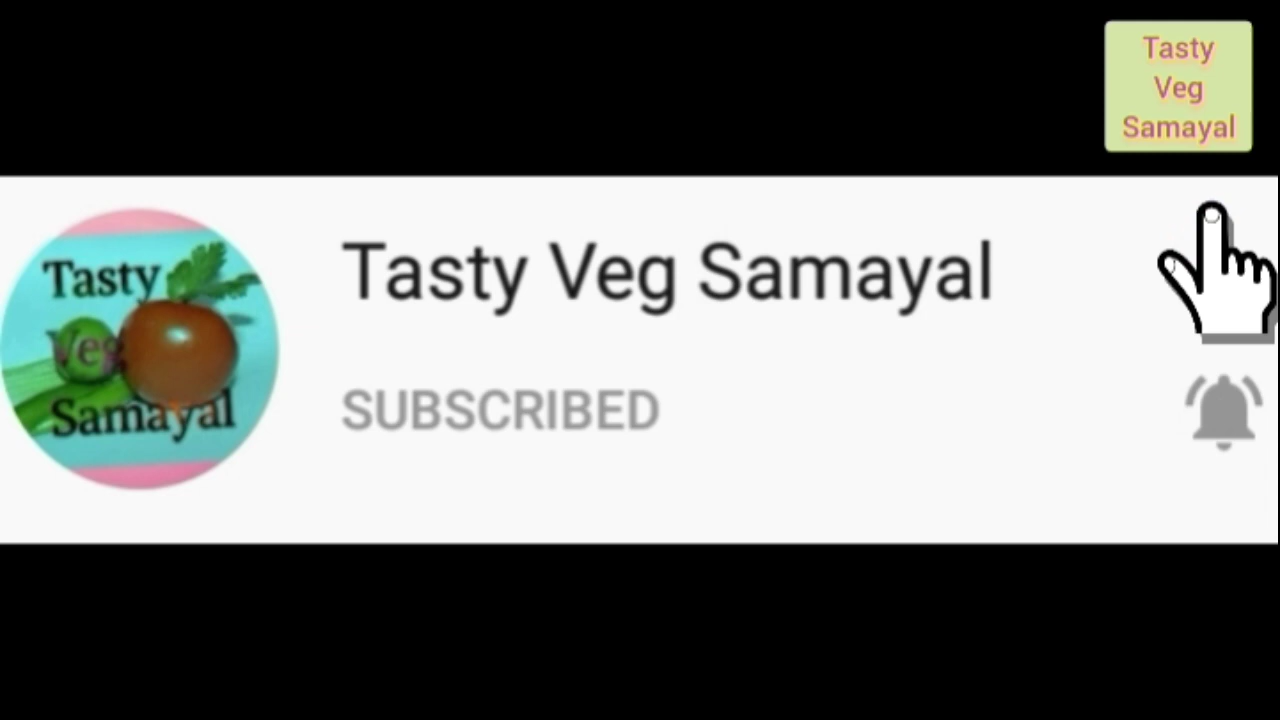 Tasty
Veg
Samayal
Tasty Veg Samayal
SUBSCRIBED
Tasty
Veg
Samayal